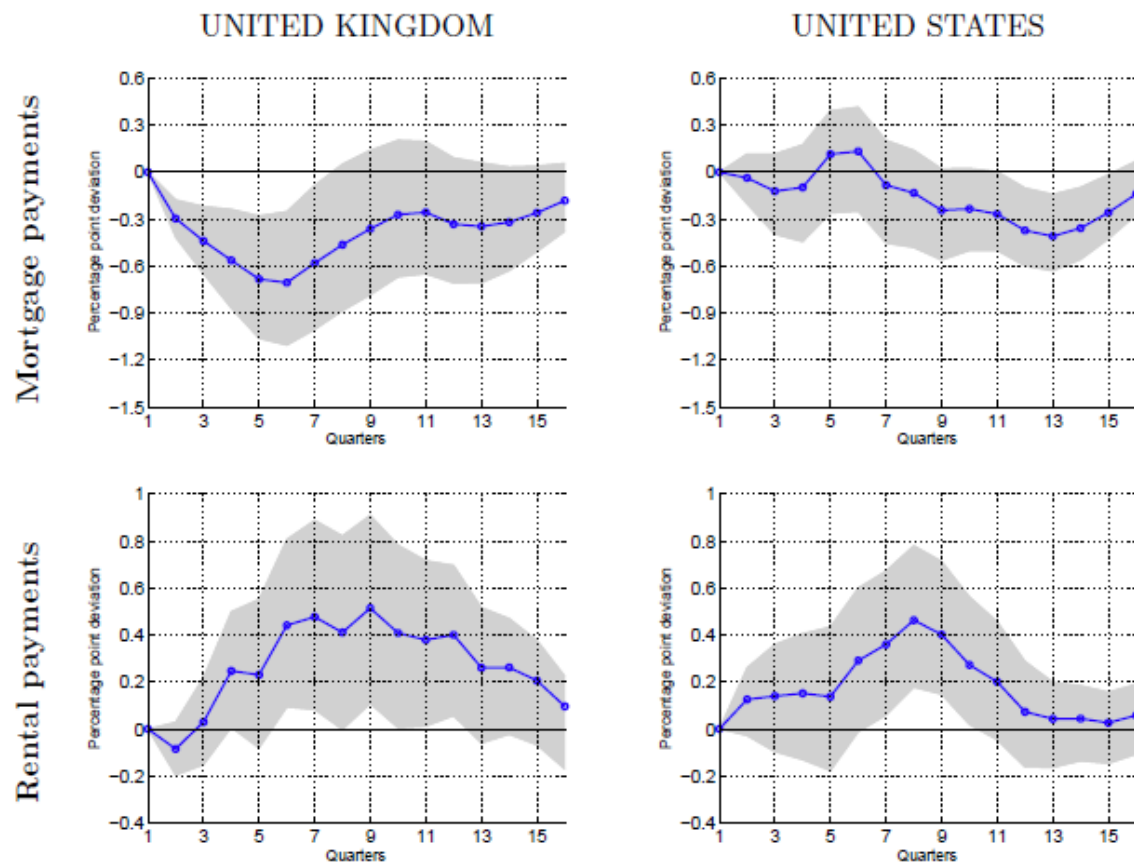 UNITED KINGDOM
UNITED STATES
Mortgage payments
Percentage point deviation
0.6
0.3
0
−0.3
−0.6
−0.9
−1.2
−1.5
1 3 5 7 9 11 13 15
Quarters
Percentage point deviation
0.6
0.3
0
−0.3
−0.6
−0.9
−1.2
−1.5
1 3 5 7 9 11 13 15
Quarters
Rental payments
Percentage point deviation
1
0.8
0.6
0.4
0.2
0
−0.2
−0.4
1 3 5 7 9 11 13 15
Quarters
Percentage point deviation
1
0.8
0.6
0.4
0.2
0
−0.2
−0.4
1 3 5 7 9 11 13 15
Quarters